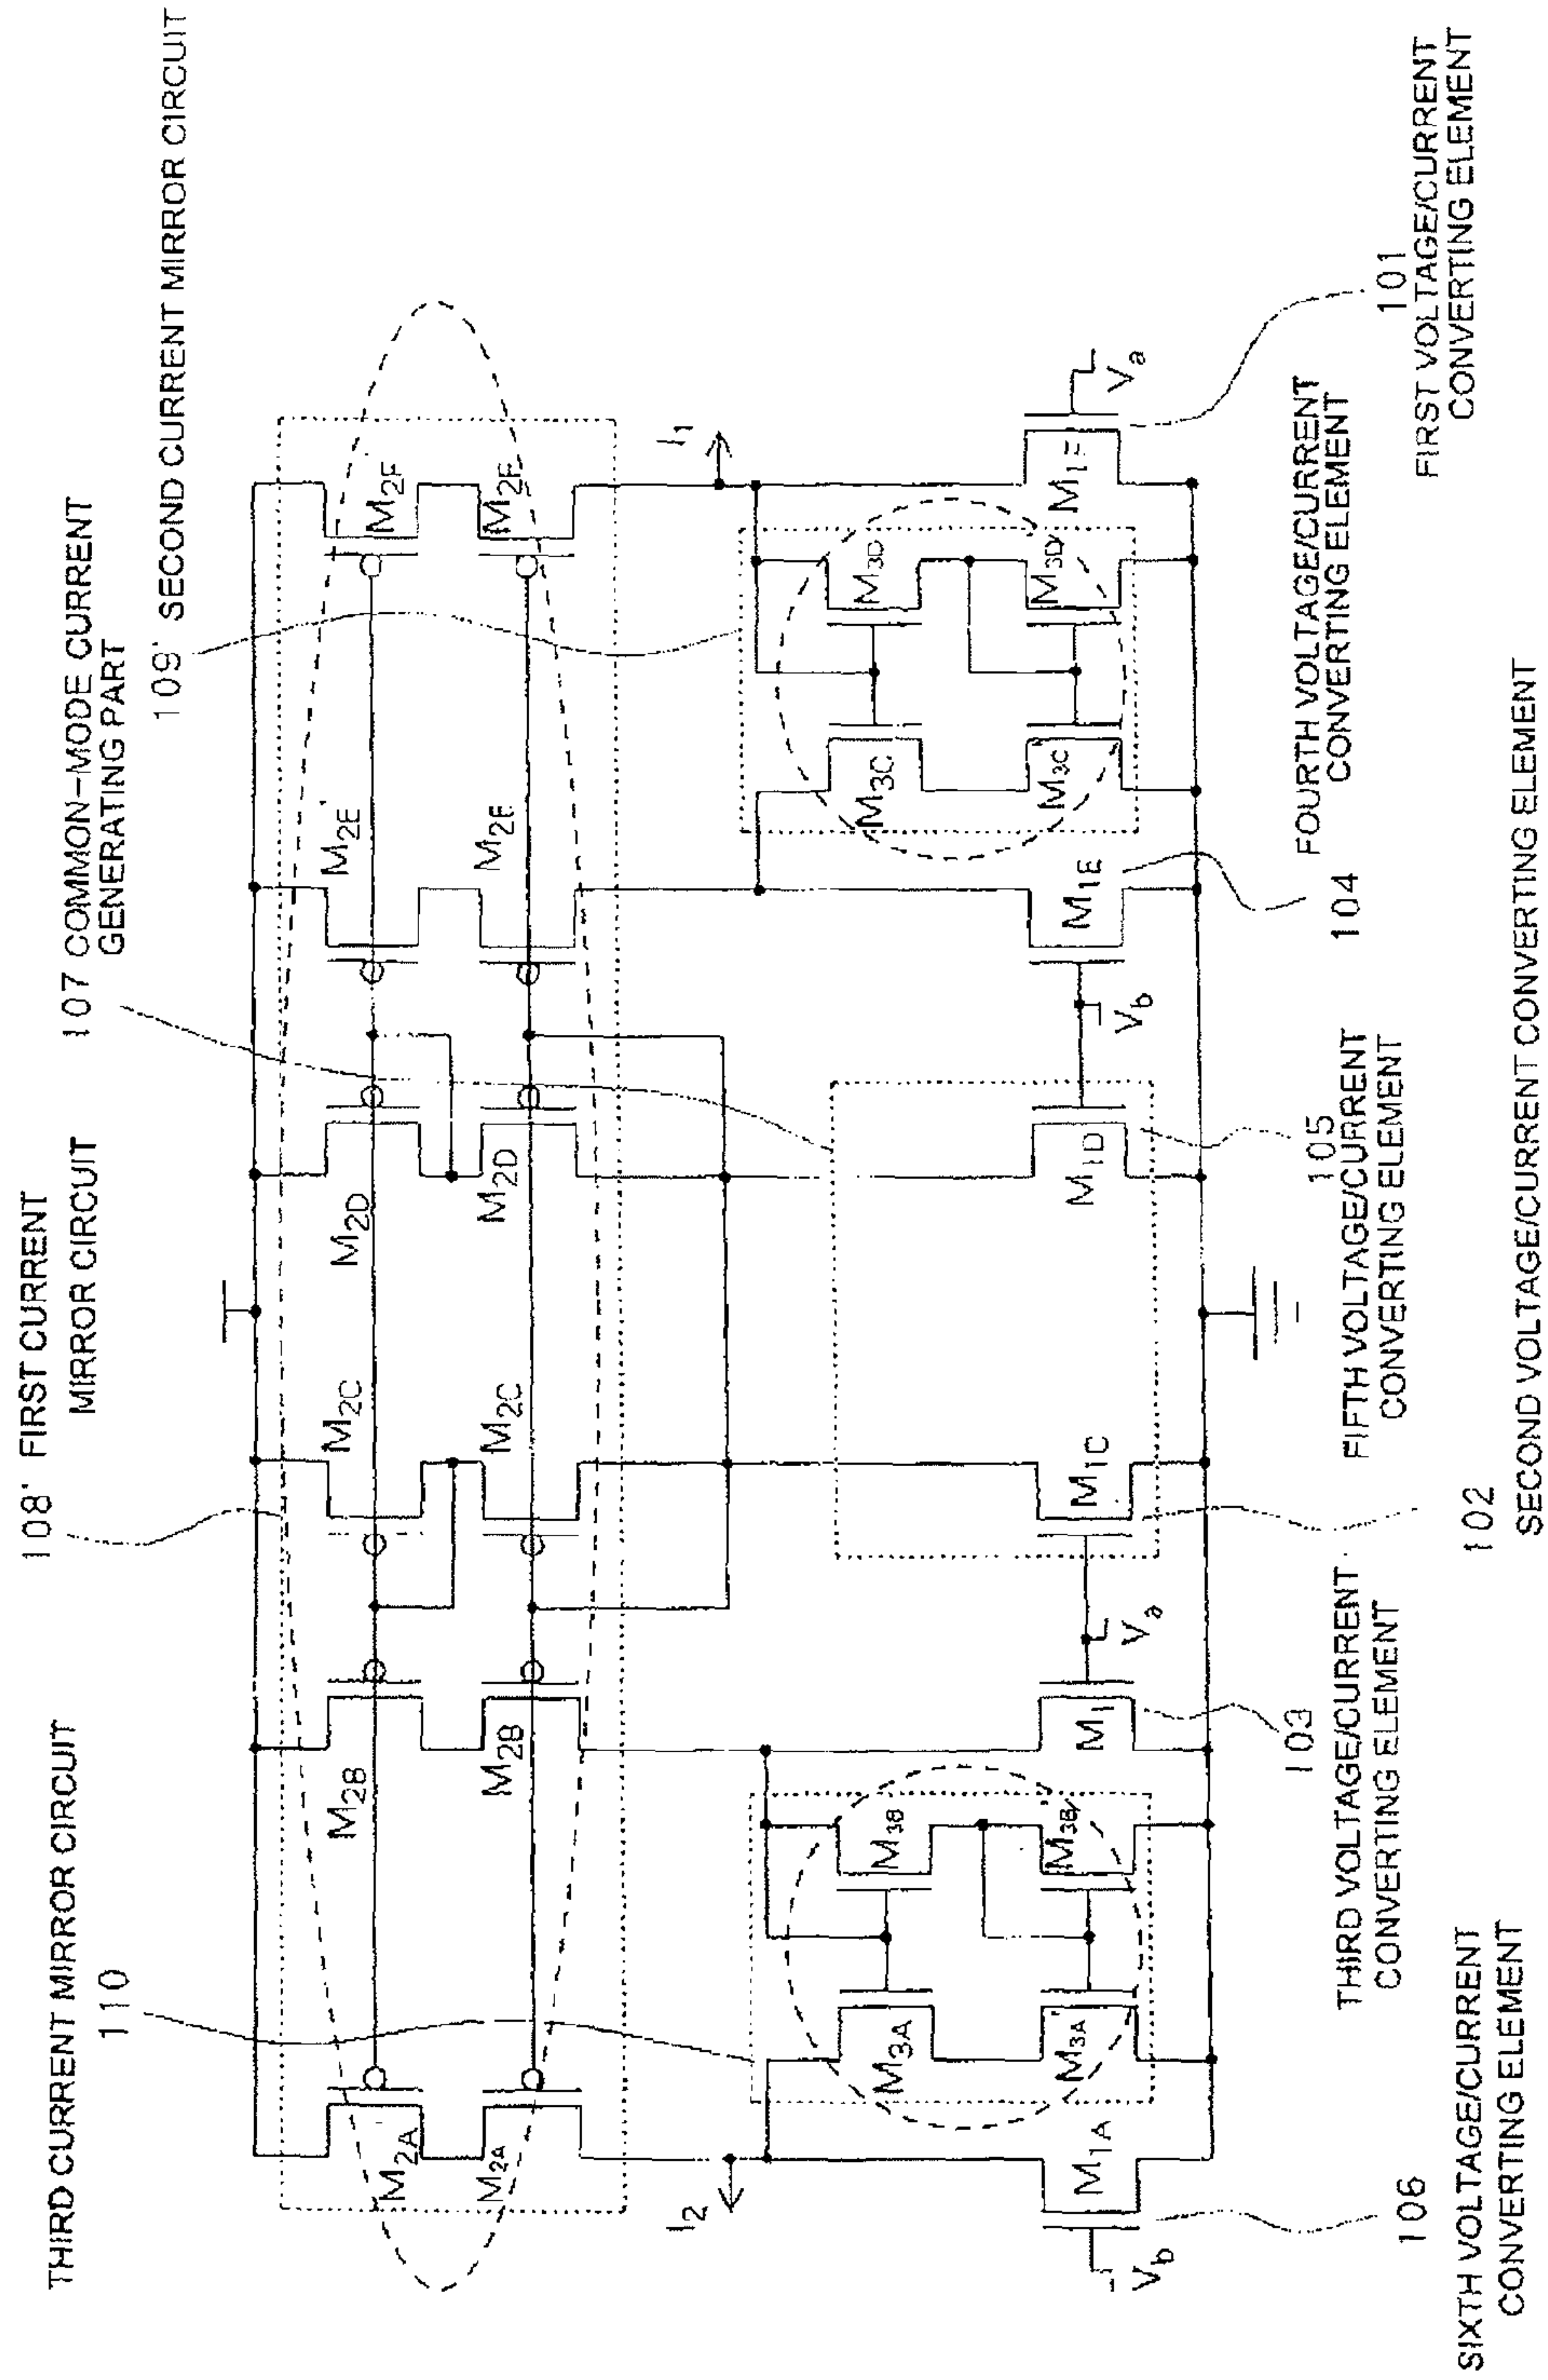 THIRD CURRENT MIRROR CIRCUIT
110
108' FIRST CURRENT
MIRROR CIRCUIT
107 COMMON-MODE CURRENT
GENERATING PART
109' SECOND CURRENT MIRROR CIRCUIT
M2A
M2B
M2C
M2D
M2E
M2F
M2A
M2B
M2C
M2D
M2E
M2F
I2
I1
M3A
M3B
M3C
M3D
M3A
M3B
M3C
M3D
M1A
M1
M1C
M1D
M1E
M1F
Vb
Va
Vb
Va
106
SIXTH VOLTAGE/CURRENT
CONVERTING ELEMENT
103
THIRD VOLTAGE/CURRENT
CONVERTING ELEMENT
102
SECOND VOLTAGE/CURRENT CONVERTING ELEMENT
105
FIFTH VOLTAGE/CURRENT
CONVERTING ELEMENT
104
FOURTH VOLTAGE/CURRENT
CONVERTING ELEMENT
101
FIRST VOLTAGE/CURRENT
CONVERTING ELEMENT